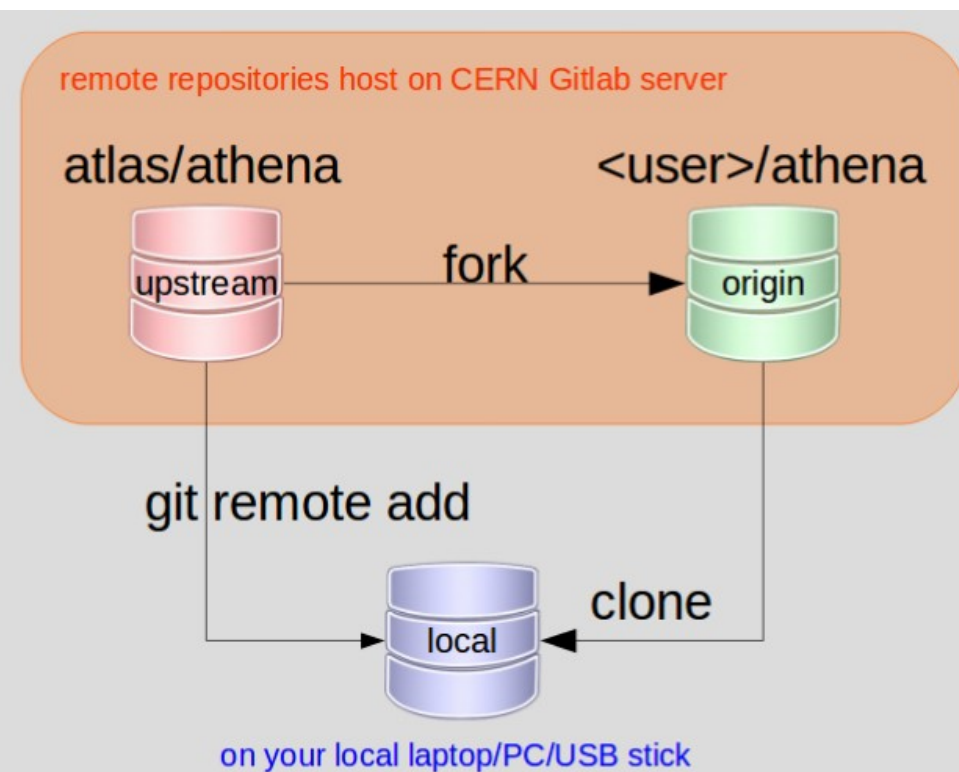 remote repositories host on CERN Gitlab server
atlas/athena
<user>/athena
upstream
fork
origin
git remote add
clone
local
on your local laptop/PC/USB stick